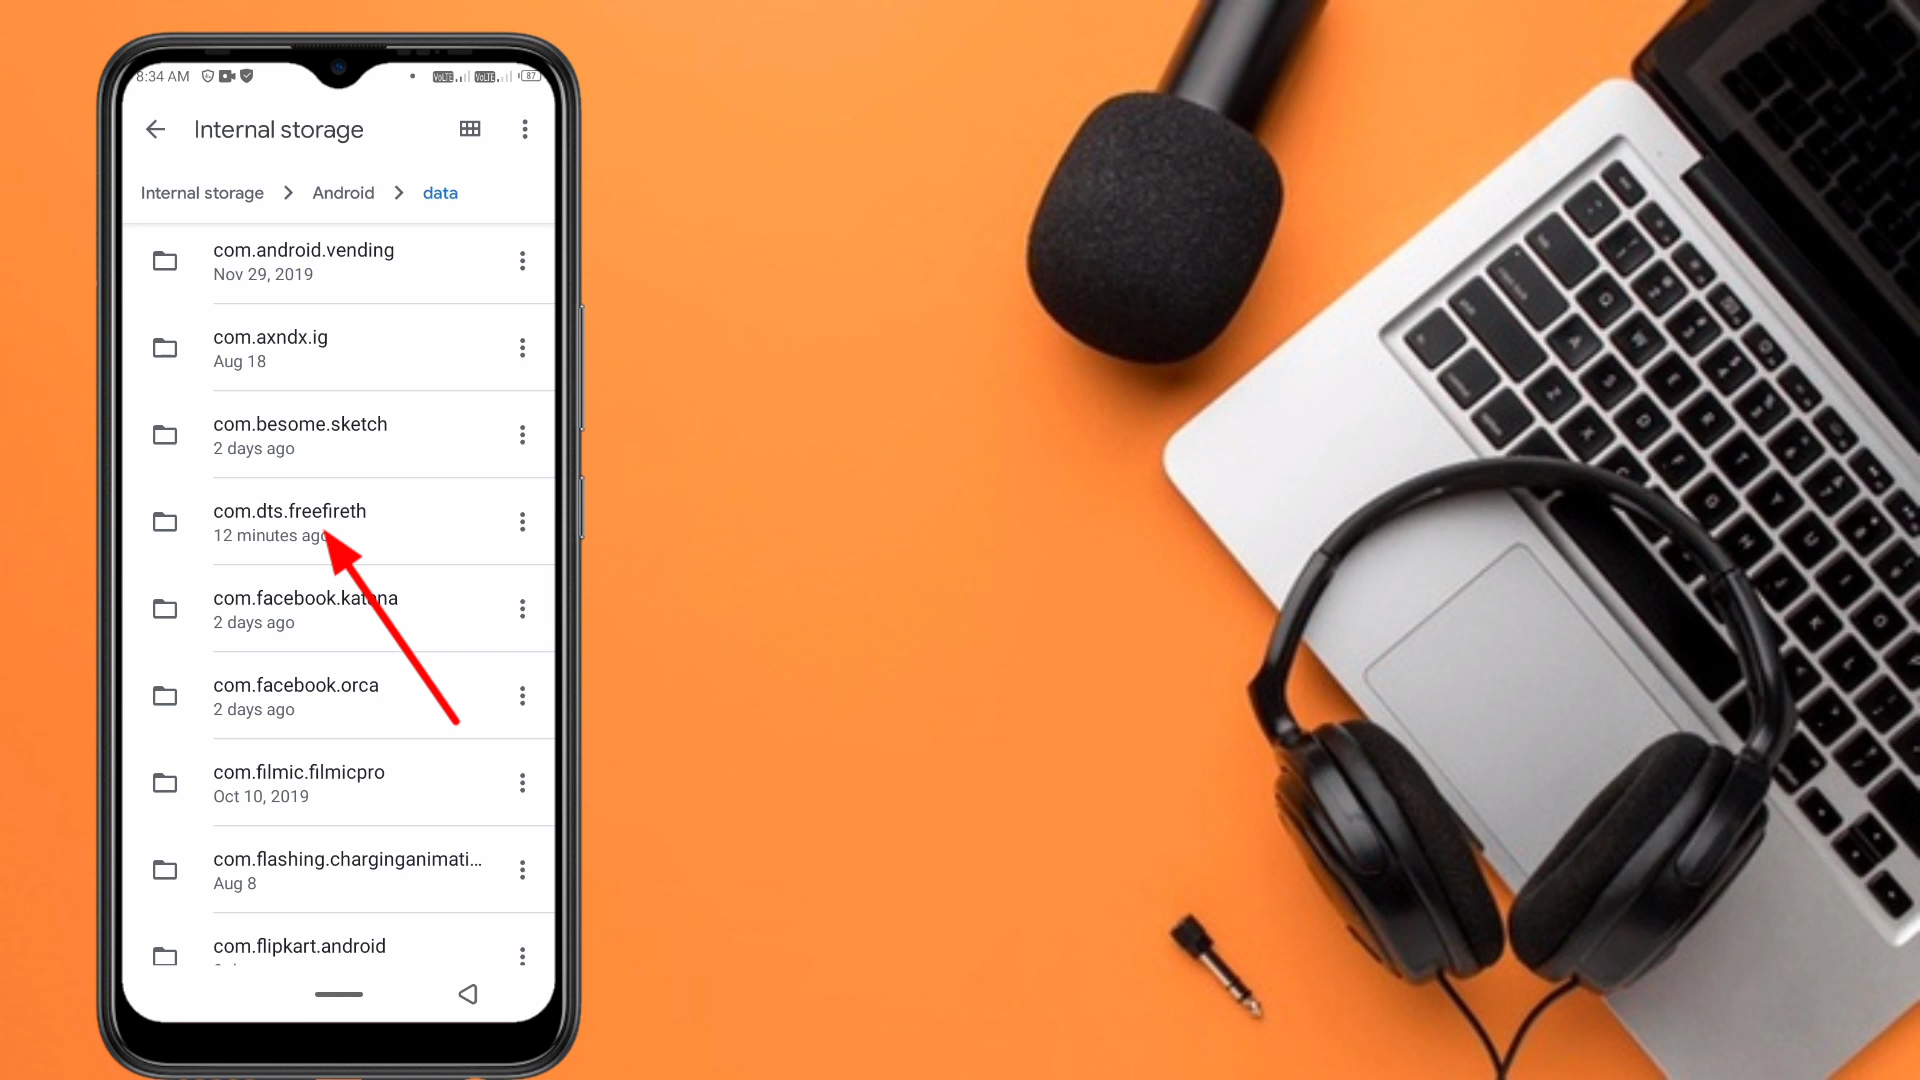 8:34 AM VoLTE VoLTE 87
Internal storage
Internal storage > Android > data
com.android.vending
Nov 29, 2019
com.axndx.ig
Aug 18
com.besome.sketch
2 days ago
com.dts.freefireth
12 minutes ago
com.facebook.katana
2 days ago
com.facebook.orca
2 days ago
com.filmic.filmicpro
Oct 10, 2019
com.flashing.charginganimati...
Aug 8
com.flipkart.android